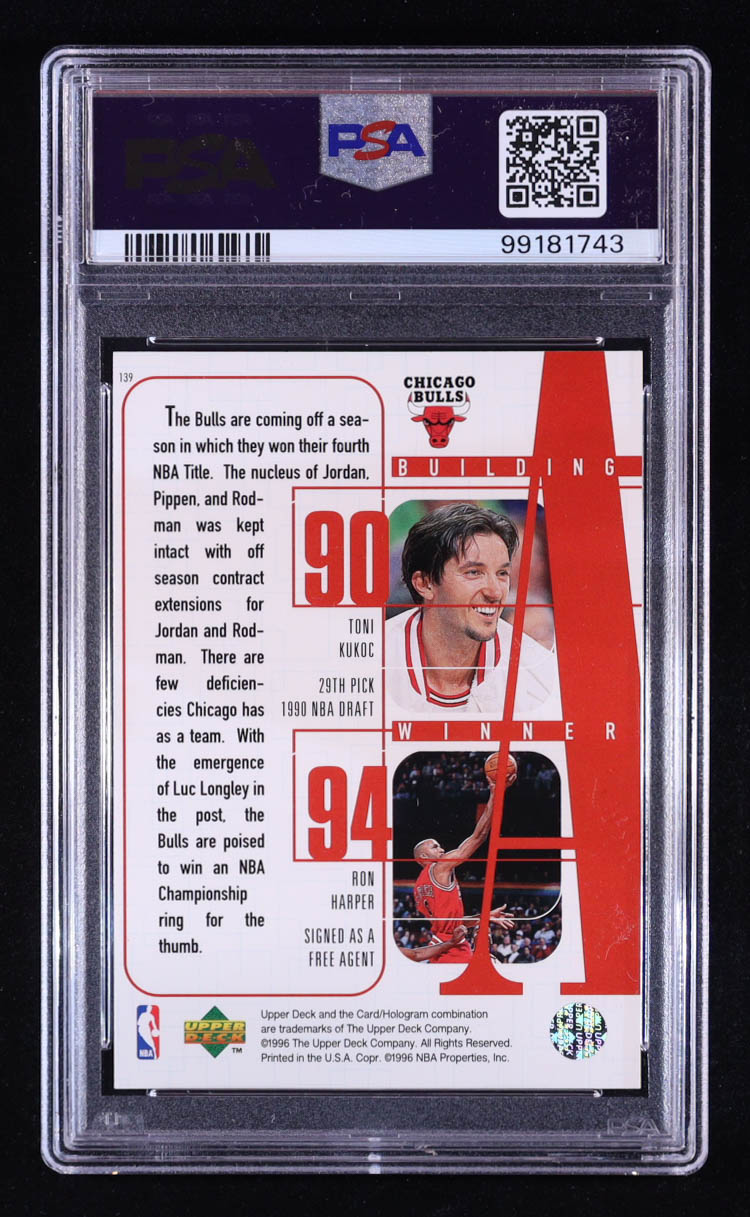 PSA
PSA
99181743
139
The Bulls are coming off a sea-
son in which they won their fourth
NBA Title. The nucleus of Jordan,
Pippen, and Rod-
man was kept
intact with off
season contract
extensions for
Jordan and Rod-
man. There are
few deficien-
cies Chicago has
as a team. With
the emergence
of Luc Longley in
the post, the
Bulls are poised
to win an NBA
Championship
ring for the
thumb.
CHICAGO
BULLS
BUILDING
A
90
TONI
KUKOC
29TH PICK
1990 NBA DRAFT
WINNER
94
RON
HARPER
SIGNED AS A
FREE AGENT
NBA
UPPER
DECK
™
Upper Deck and the Card/Hologram combination
are trademarks of The Upper Deck Company.
©1996 The Upper Deck Company. All Rights Reserved.
Printed in the U.S.A. Copr. ©1996 NBA Properties, Inc.
PSA